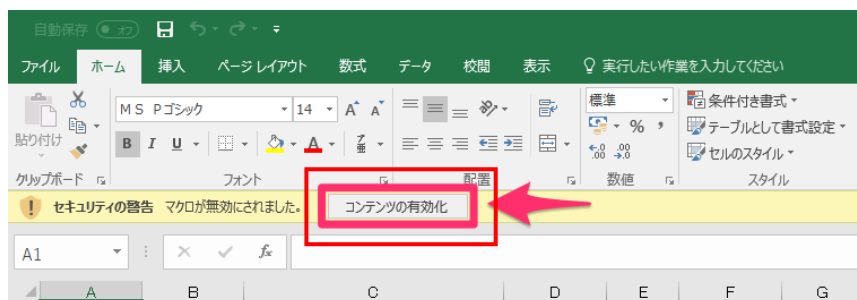 自動保存 オフ
ファイル ホーム 挿入 ページ レイアウト 数式 データ 校閲 表示 実行したい作業を入力してください
貼り付け MS Pゴシック 14 A A 標準 条件付き書式
B I U A ア亜 % , テーブルとして書式設定
.00 .0 セルのスタイル
クリップボード フォント 配置 数値 スタイル
! セキュリティの警告 マクロが無効にされました。 コンテンツの有効化
A1 fx
A B C D E F G